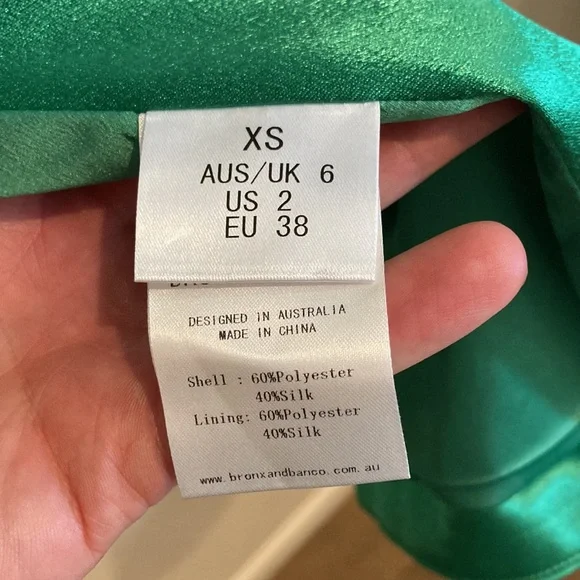 XS
AUS/UK 6
US 2
EU 38
DESIGNED IN AUSTRALIA
MADE IN CHINA
Shell : 60%Polyester
40%Silk
Lining: 60%Polyester
40%Silk
www.bronxandbanco.com.au